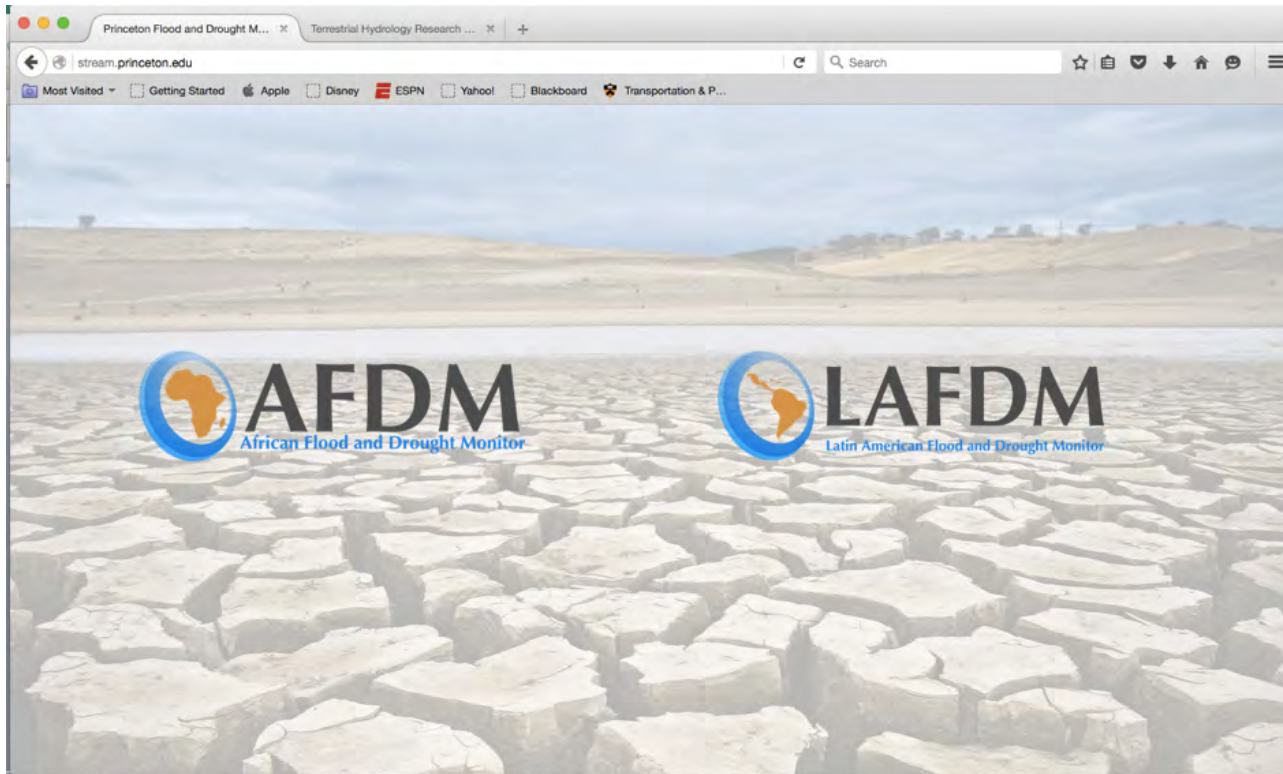 Princeton Flood and Drought M...
Terrestrial Hydrology Research ...
stream.princeton.edu
Search
Most Visited
Getting Started
Apple
Disney
ESPN
Yahoo!
Blackboard
Transportation & P...
AFDM
African Flood and Drought Monitor
LAFDM
Latin American Flood and Drought Monitor